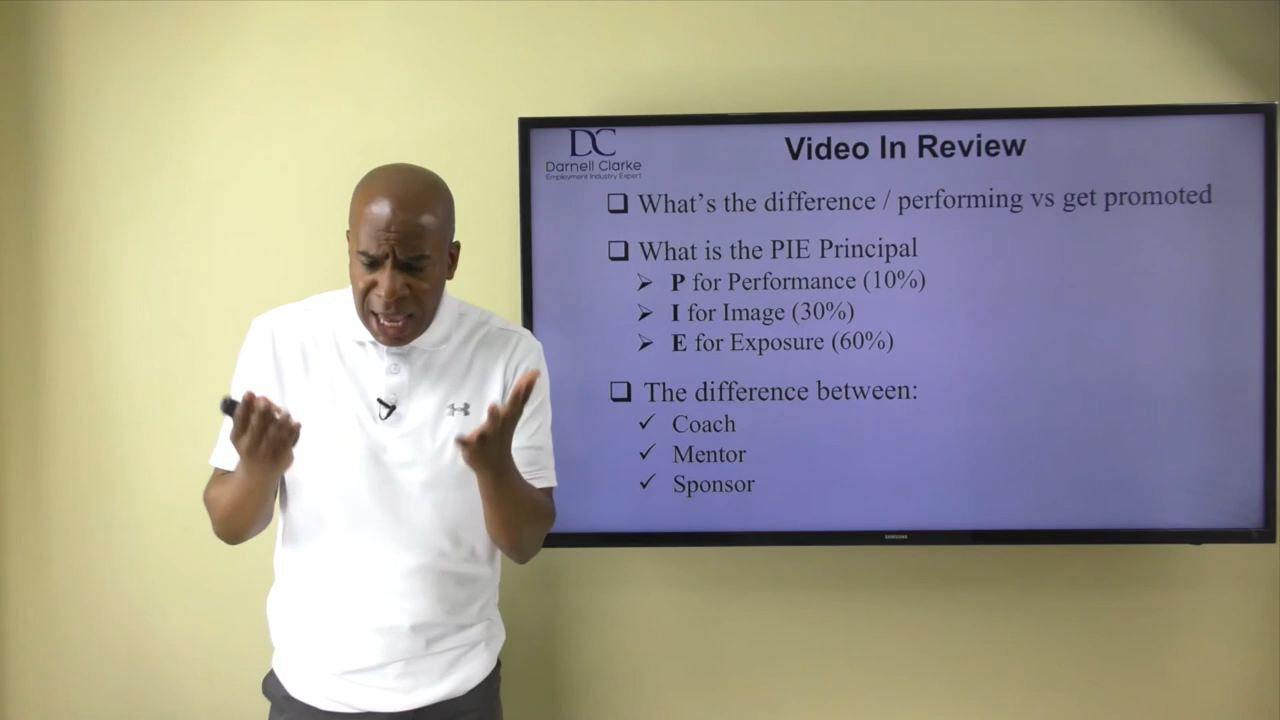 DC
Darnell Clarke
Employment Industry Expert
Video In Review
What's the difference / performing vs get promoted
What is the PIE Principal
P for Performance (10%)
I for Image (30%)
E for Exposure (60%)
The difference between:
Coach
Mentor
Sponsor
SAMSUNG